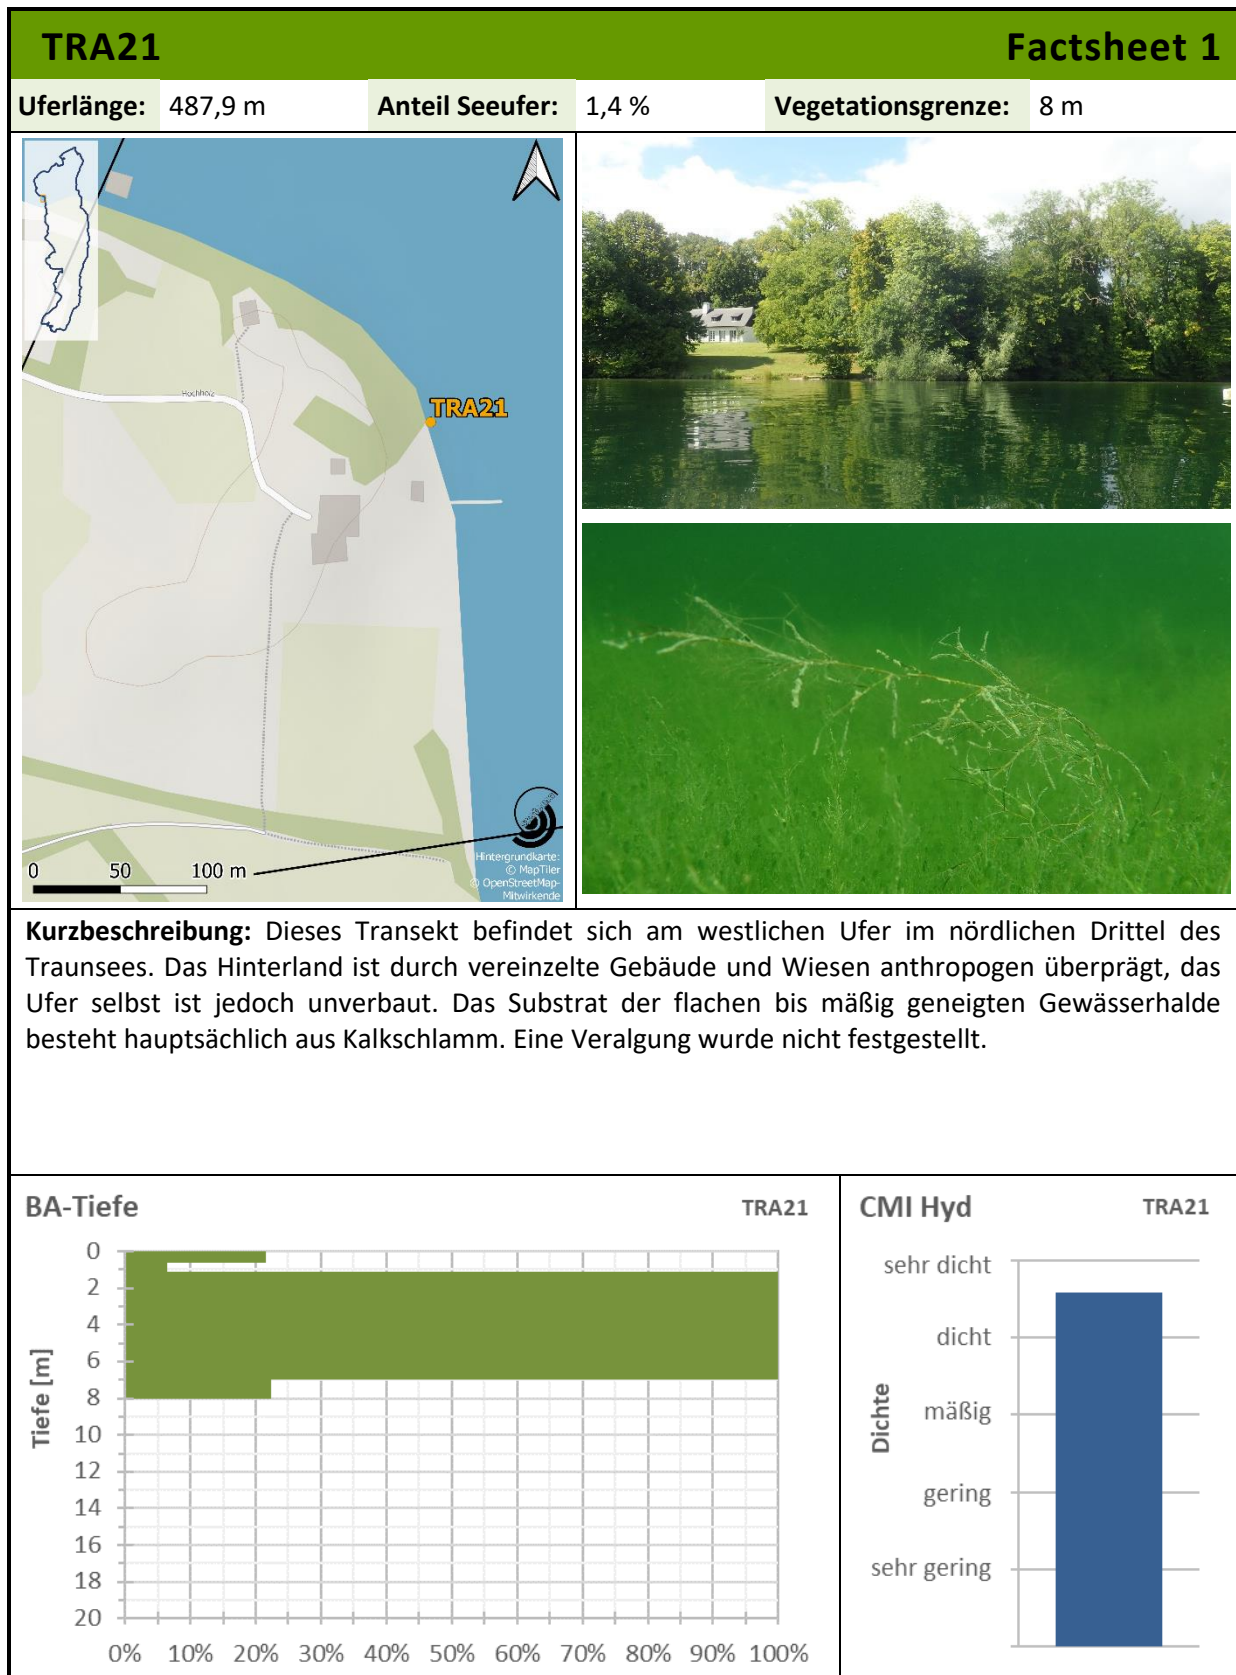 TRA21 Factsheet 1
Uferlänge: 487,9 m Anteil Seeufer: 1,4 % Vegetationsgrenze: 8 m
Hochholz
TRA21
0 50 100 m
Hintergrundkarte:
© MapTiler
© OpenStreetMap-
Mitwirkende
Kurzbeschreibung: Dieses Transekt befindet sich am westlichen Ufer im nördlichen Drittel des
Traunsees. Das Hinterland ist durch vereinzelte Gebäude und Wiesen anthropogen überprägt, das
Ufer selbst ist jedoch unverbaut. Das Substrat der flachen bis mäßig geneigten Gewässerhalde
besteht hauptsächlich aus Kalkschlamm. Eine Veralgung wurde nicht festgestellt.
BA-Tiefe TRA21
Tiefe [m]
0
2
4
6
8
10
12
14
16
18
20
0% 10% 20% 30% 40% 50% 60% 70% 80% 90% 100%
CMI Hyd TRA21
Dichte
sehr dicht
dicht
mäßig
gering
sehr gering